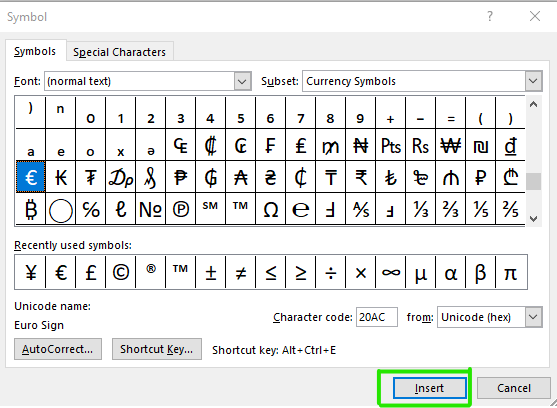 Symbol ? ×
Symbols Special Characters
Font: (normal text) Subset: Currency Symbols
⁾ ⁿ ₀ ₁ ₂ ₃ ₄ ₅ ₆ ₇ ₈ ₉ ₊ ₋ ₌ ₍ ₎
ₐ ₑ ₒ ₓ ₔ ₠ ₡ ₢ ₣ ₤ ₥ ₦ ₧ ₨ ₩ ₪ ₫
€ ₭ ₮ ₯ ₰ ₱ ₲ ₳ ₴ ₵ ₸ ₹ ₺ ₻ ₼ ₽ ₾
₿ ◯ ℅ ℓ № ℗ ℠ ™ Ω ℮ Ⅎ ⅍ ⅎ ⅓ ⅔ ⅕ ⅖
Recently used symbols:
¥ € £ © ® ™ ± ≠ ≤ ≥ ÷ × ∞ µ α β π
Unicode name:
Euro Sign
Character code: 20AC from: Unicode (hex)
AutoCorrect... Shortcut Key... Shortcut key: Alt+Ctrl+E
Insert Cancel